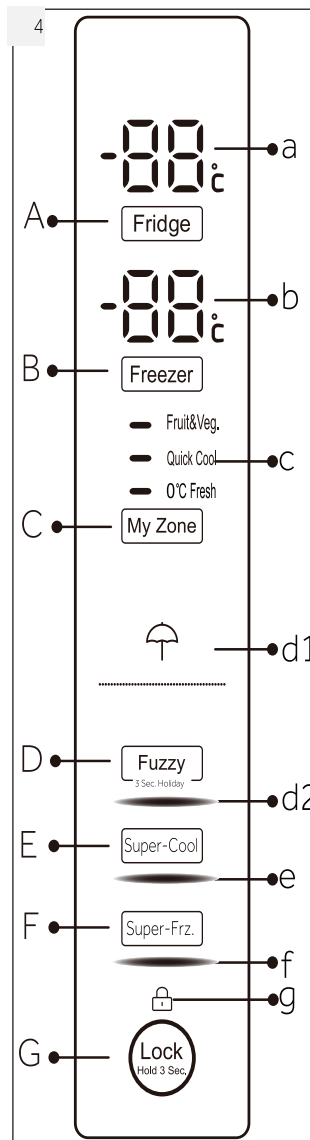 4
-88°C
a
A
Fridge
-88°C
b
B
Freezer
Fruit&Veg.
Quick Cool
c
0°C Fresh
C
My Zone
d1
D
Fuzzy
3 Sec. Holiday
d2
E
Super-Cool
e
F
Super-Frz.
f
g
G
Lock
Hold 3 Sec.